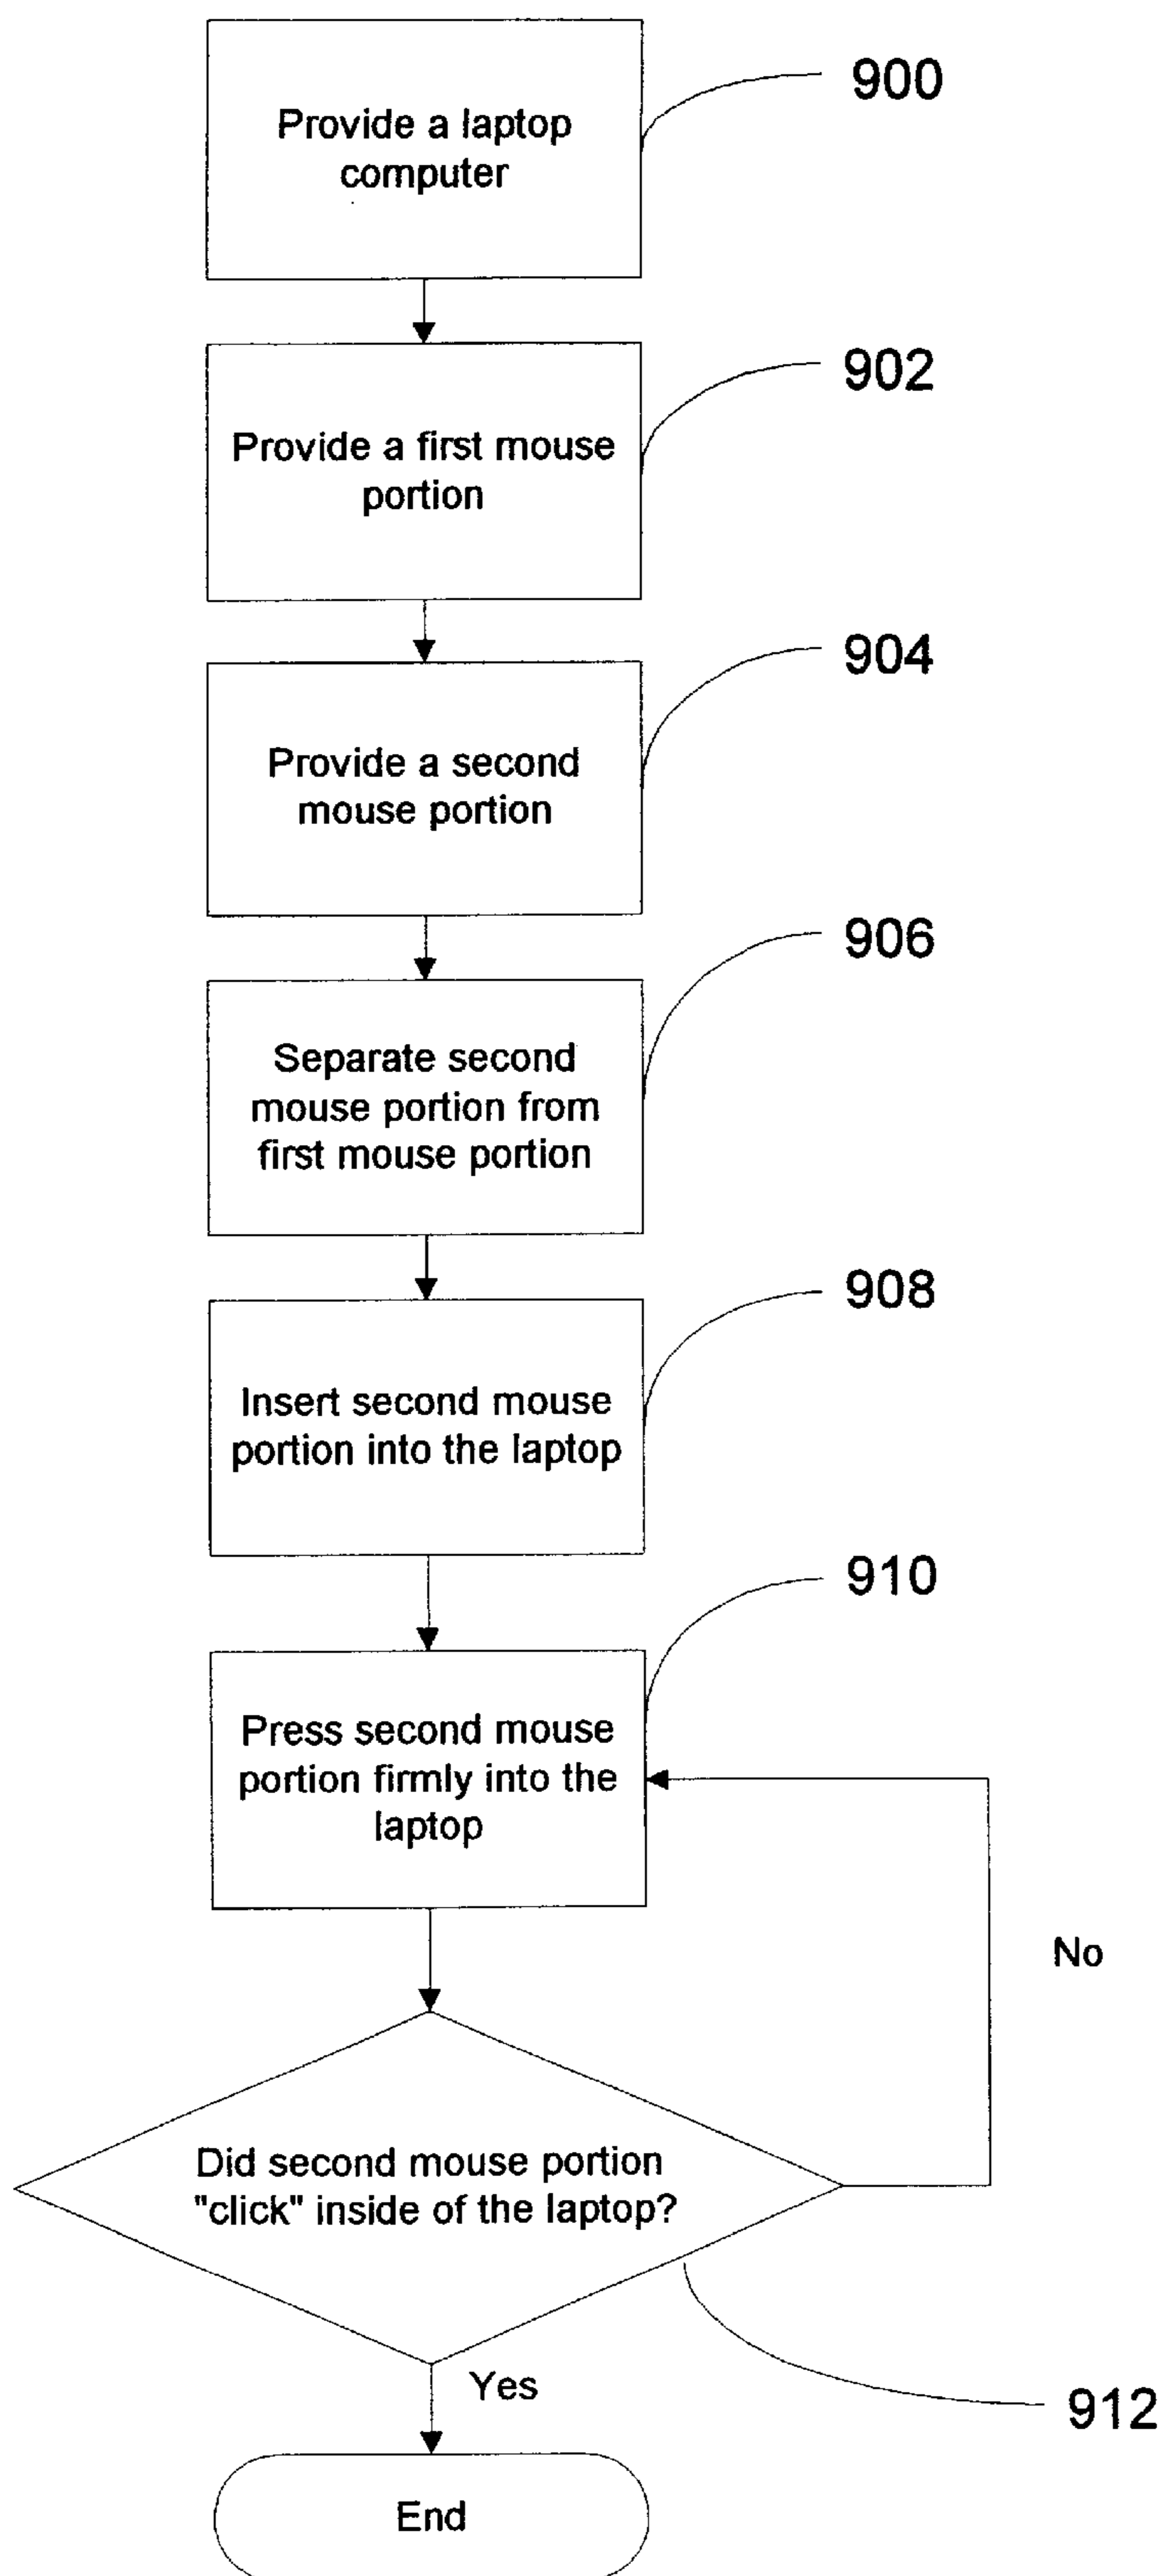 Provide a laptop
computer
900
Provide a first mouse
portion
902
Provide a second
mouse portion
904
Separate second
mouse portion from
first mouse portion
906
Insert second mouse
portion into the laptop
908
Press second mouse
portion firmly into the
laptop
910
No
Did second mouse portion
"click" inside of the laptop?
912
Yes
End